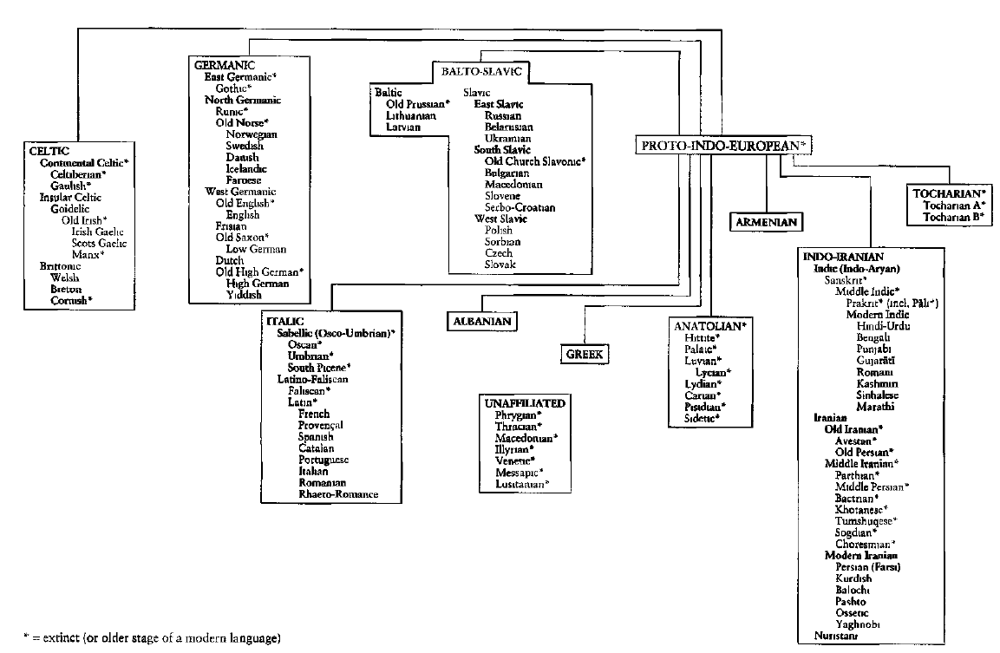 GERMANIC
East Germanic*
Gothic*
North Germanic
Runic*
Old Norse*
Norwegian
Swedish
Danish
Icelandic
Faroese
West Germanic
Old English*
English
Frisian
Old Saxon*
Low German
Dutch
Old High German*
High German
Yiddish
BALTO-SLAVIC
Baltic
Old Prussian*
Lithuanian
Latvian
Slavic
East Slavic
Russian
Belarusian
Ukrainian
South Slavic
Old Church Slavonic*
Bulgarian
Macedonian
Slovene
Serbo-Croatian
West Slavic
Polish
Sorbian
Czech
Slovak
PROTO-INDO-EUROPEAN*
CELTIC
Continental Celtic*
Celtiberian*
Gaulish*
Insular Celtic
Goidelic
Old Irish*
Irish Gaelic
Scots Gaelic
Manx*
Brittonic
Welsh
Breton
Cornish*
TOCHARIAN*
Tocharian A*
Tocharian B*
ARMENIAN
INDO-IRANIAN
Indic (Indo-Aryan)
Sanskrit*
Middle Indic*
Prakrit* (incl. Pāli*)
Modern Indic
Hindi-Urdu
Bengali
Punjabi
Gujarātī
Romani
Kashmiri
Sinhalese
Marathi
Iranian
Old Iranian*
Avestan*
Old Persian*
Middle Iranian*
Parthian*
Middle Persian*
Bactrian*
Khotanese*
Tumshuqese*
Sogdian*
Choresmian*
Modern Iranian
Persian (Farsi)
Kurdish
Balochi
Pashto
Ossetic
Yaghnobi
Nuristani
ITALIC
Sabellic (Osco-Umbrian)*
Oscan*
Umbrian*
South Picene*
Latino-Faliscan
Faliscan*
Latin*
French
Provençal
Spanish
Catalan
Portuguese
Italian
Romanian
Rhaeto-Romance
ALBANIAN
GREEK
ANATOLIAN*
Hittite*
Palaic*
Luvian*
Lycian*
Lydian*
Carian*
Pisidian*
Sidetic*
UNAFFILIATED
Phrygian*
Thracian*
Macedonian*
Illyrian*
Venetic*
Messapic*
Lusitanian*
* = extinct (or older stage of a modern language)